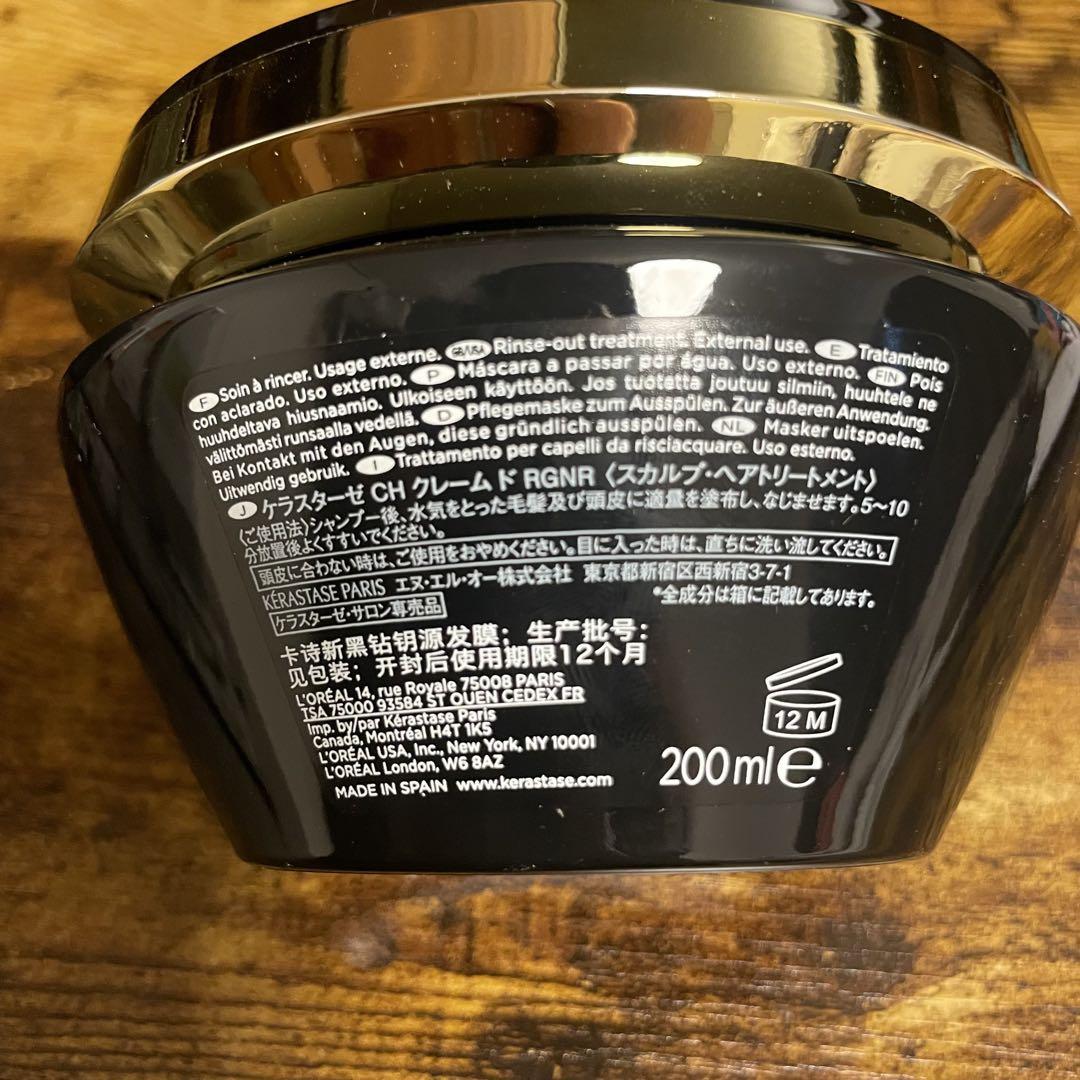 F Soin à rincer. Usage externe. GB/USA Rinse-out treatment. External use. E Tratamiento
con aclarado. Uso externo. P Máscara a passar por água. Uso externo. FIN Pois
huuhdeltava hiusnaamio. Ulkoiseen käyttöön. Jos tuotetta joutuu silmiin, huuhtele ne
välittömästi runsaalla vedellä. D Pflegemaske zum Ausspülen. Zur äußeren Anwendung.
Bei Kontakt mit den Augen, diese gründlich ausspülen. NL Masker uitspoelen.
Uitwendig gebruik. I Trattamento per capelli da risciacquare. Uso esterno.
J ケラスターゼ CH クレーム ド RGNR〈スカルプ・ヘアトリートメント〉
〈ご使用法〉シャンプー後、水気をとった毛髪及び頭皮に適量を塗布し、なじませます。5〜10
分放置後よくすすいでください。
頭皮に合わない時は、ご使用をおやめください。目に入った時は、直ちに洗い流してください。
KÉRASTASE PARIS エヌ・エル・オー株式会社 東京都新宿区西新宿3-7-1
ケラスターゼ・サロン専売品 *全成分は箱に記載してあります。
卡诗新黑钻钥源发膜；生产批号：
见包装；开封后使用期限12个月
L'ORÉAL 14, rue Royale 75008 PARIS
TSA 75000 93584 ST OUEN CEDEX FR
Imp. by/par Kérastase Paris
Canada, Montréal H4T 1K5
L'ORÉAL USA, Inc., New York, NY 10001
L'ORÉAL London, W6 8AZ
MADE IN SPAIN www.kerastase.com
12 M
200 ml e